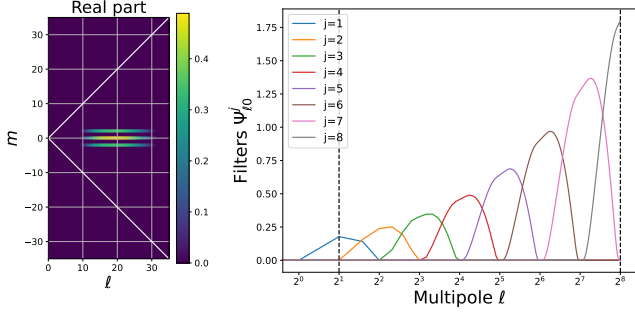 Real part
m
30
20
10
0
−10
−20
−30
0
10
20
30
ℓ
0.4
0.3
0.2
0.1
0.0
Filters Ψ^j_{ℓ0}
1.75
1.50
1.25
1.00
0.75
0.50
0.25
0.00
j=1
j=2
j=3
j=4
j=5
j=6
j=7
j=8
2^0
2^1
2^2
2^3
2^4
2^5
2^6
2^7
2^8
Multipole ℓ